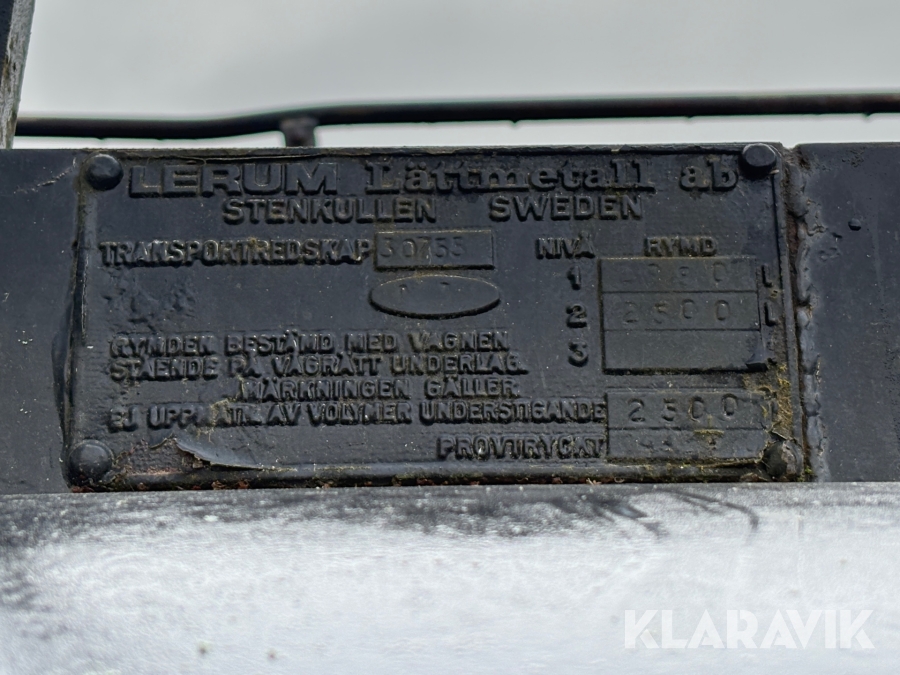 LERUM Lättmetall ab
STENKULLEN SWEDEN
TRANSPORTREDSKAP 30753
NIVÅ RYMD
1 L
2 2500 L
3
RYMDEN BESTÄMD MED VAGNEN
STÅENDE PÅ VÅGRÄTT UNDERLAG.
MÄRKNINGEN GÄLLER
EJ UPPMÄTN. AV VOLYMER UNDERSTIGANDE 2500 L
PROVTRYCKT
KLARAVIK